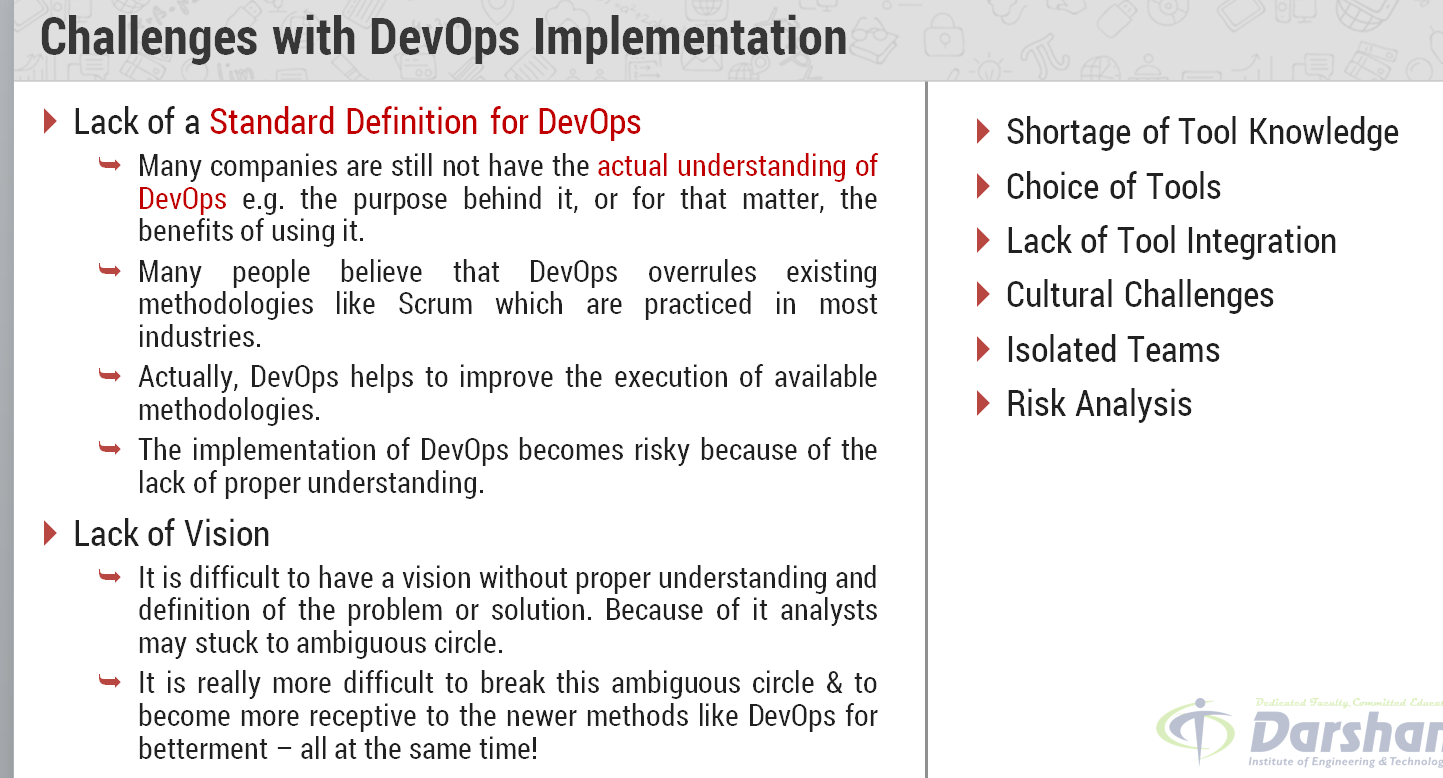 Challenges with DevOps Implementation
Lack of a Standard Definition for DevOps
Many companies are still not have the actual understanding of
DevOps e.g. the purpose behind it, or for that matter, the
benefits of using it.
Many people believe that DevOps overrules existing
methodologies like Scrum which are practiced in most
industries.
Actually, DevOps helps to improve the execution of available
methodologies.
The implementation of DevOps becomes risky because of the
lack of proper understanding.
Lack of Vision
It is difficult to have a vision without proper understanding and
definition of the problem or solution. Because of it analysts
may stuck to ambiguous circle.
It is really more difficult to break this ambiguous circle & to
become more receptive to the newer methods like DevOps for
betterment – all at the same time!
Shortage of Tool Knowledge
Choice of Tools
Lack of Tool Integration
Cultural Challenges
Isolated Teams
Risk Analysis
Dedicated Faculty, Committed
Darshan
Institute of Engineering &